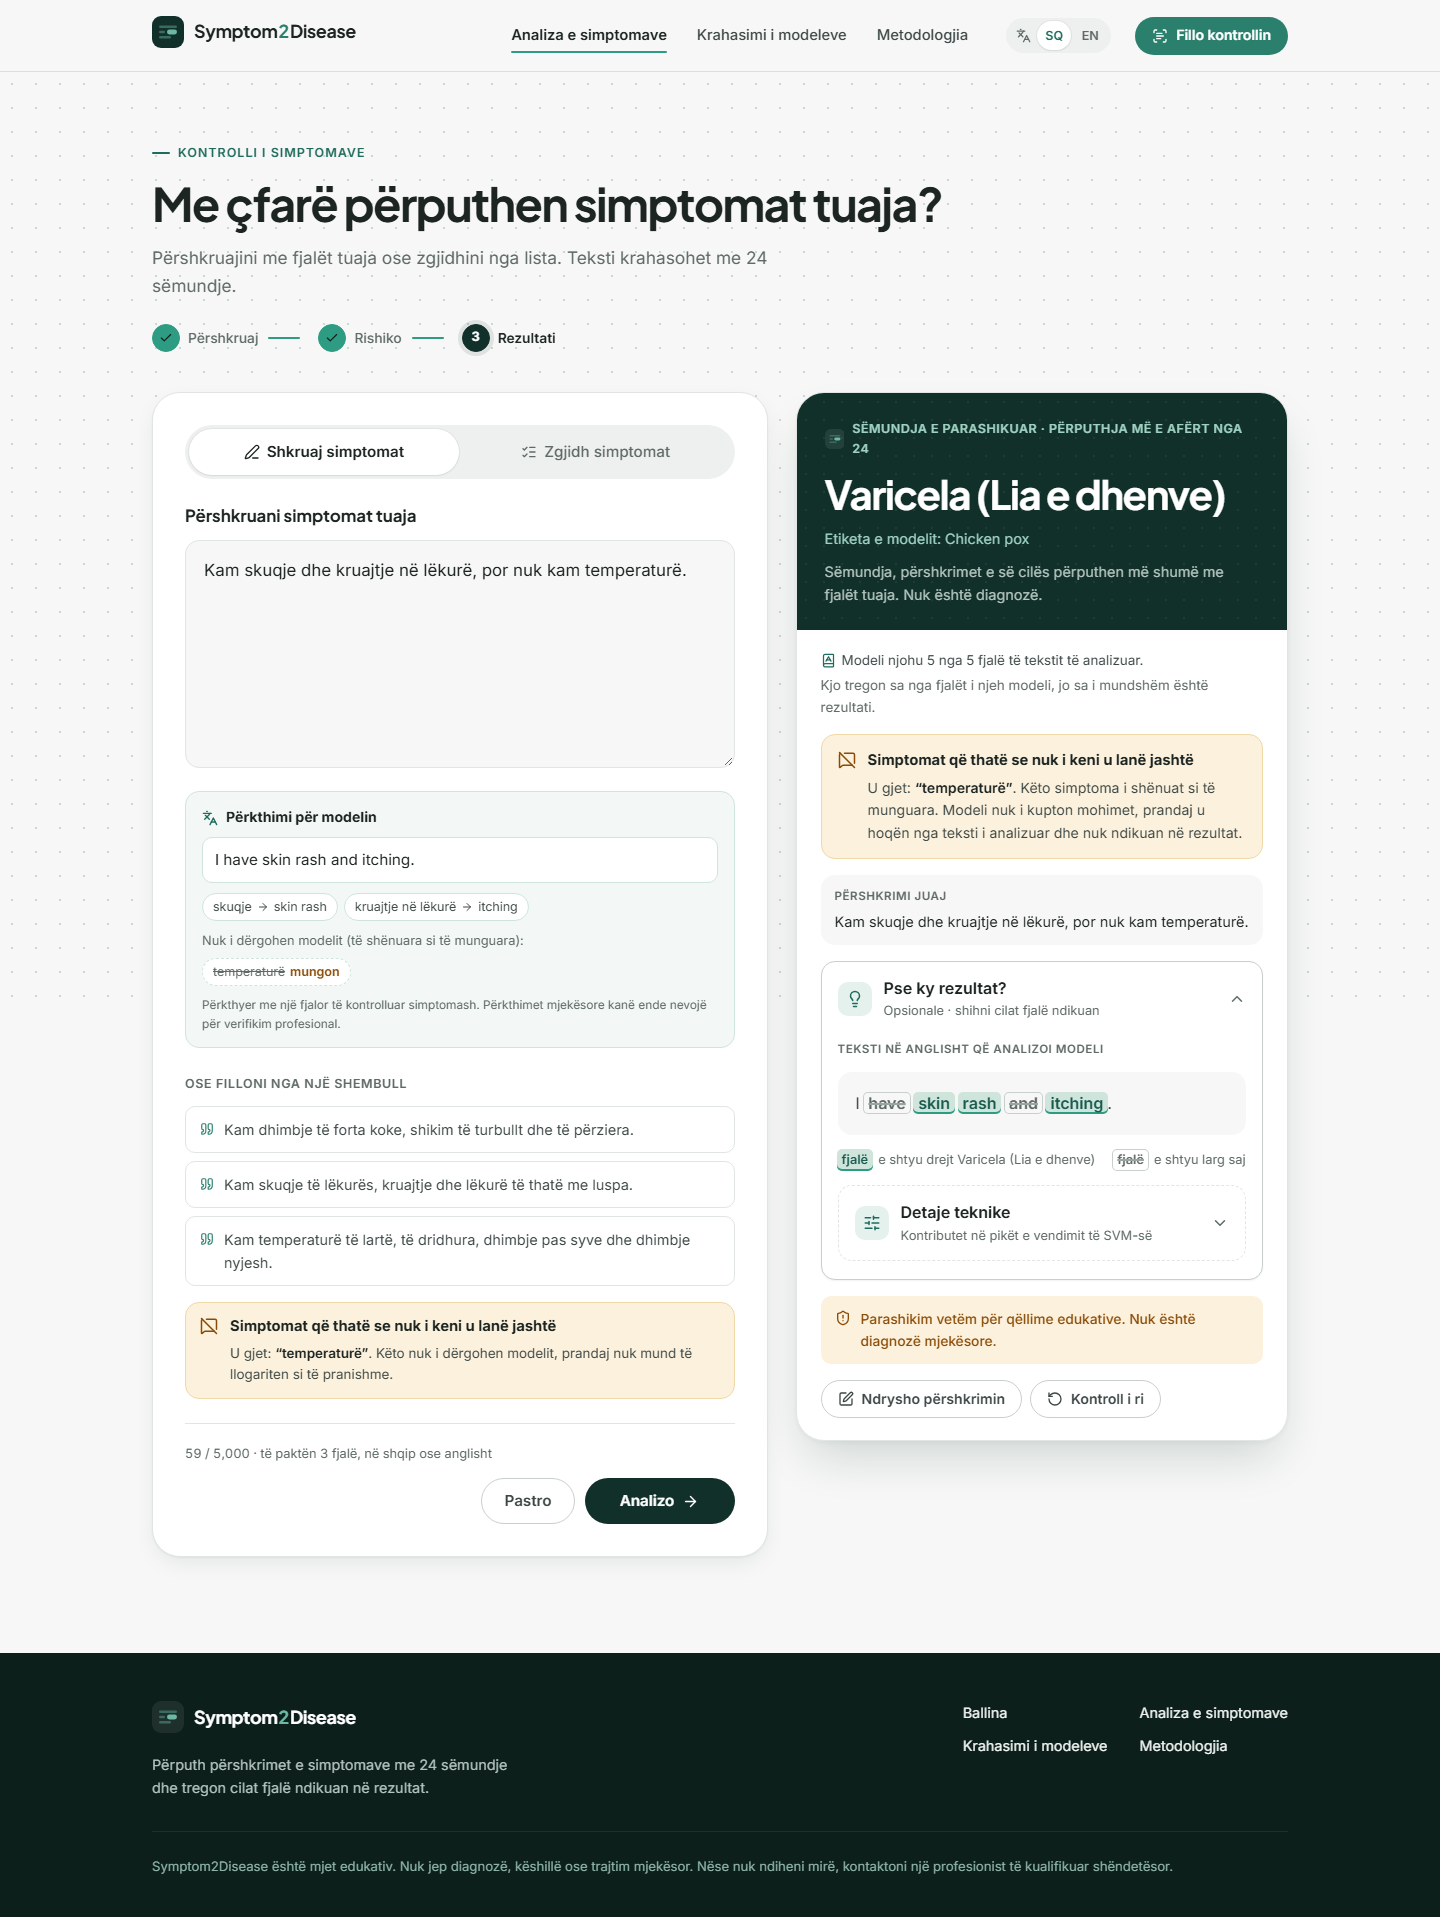 Symptom2Disease
Analiza e simptomave
Krahasimi i modeleve
Metodologjia
SQ
EN
Fillo kontrollin
KONTROLLI I SIMPTOMAVE
Me çfarë përputhen simptomat tuaja?
Përshkruajini me fjalët tuaja ose zgjidhini nga lista. Teksti krahasohet me 24
sëmundje.
Përshkruaj
Rishiko
3
Rezultati
Shkruaj simptomat
Zgjidh simptomat
Përshkruani simptomat tuaja
Kam skuqje dhe kruajtje në lëkurë, por nuk kam temperaturë.
Përkthimi për modelin
I have skin rash and itching.
skuqje → skin rash
kruajtje në lëkurë → itching
Nuk i dërgohen modelit (të shënuara si të munguara):
temperaturë mungon
Përkthyer me një fjalor të kontrolluar simptomash. Përkthimet mjekësore kanë ende nevojë
për verifikim profesional.
OSE FILLONI NGA NJË SHEMBULL
Kam dhimbje të forta koke, shikim të turbullt dhe të përziera.
Kam skuqje të lëkurës, kruajtje dhe lëkurë të thatë me luspa.
Kam temperaturë të lartë, të dridhura, dhimbje pas syve dhe dhimbje
nyjesh.
Simptomat që thatë se nuk i keni u lanë jashtë
U gjet: “temperaturë”. Këto nuk i dërgohen modelit, prandaj nuk mund të
llogariten si të pranishme.
59 / 5,000 · të paktën 3 fjalë, në shqip ose anglisht
Pastro
Analizo →
SËMUNDJA E PARASHIKUAR · PËRPUTHJA MË E AFËRT NGA
24
Varicela (Lia e dhenve)
Etiketa e modelit: Chicken pox
Sëmundja, përshkrimet e së cilës përputhen më shumë me
fjalët tuaja. Nuk është diagnozë.
Modeli njohu 5 nga 5 fjalë të tekstit të analizuar.
Kjo tregon sa nga fjalët i njeh modeli, jo sa i mundshëm është
rezultati.
Simptomat që thatë se nuk i keni u lanë jashtë
U gjet: “temperaturë”. Këto simptoma i shënuat si të
munguara. Modeli nuk i kupton mohimet, prandaj u
hoqën nga teksti i analizuar dhe nuk ndikuan në rezultat.
PËRSHKRIMI JUAJ
Kam skuqje dhe kruajtje në lëkurë, por nuk kam temperaturë.
Pse ky rezultat?
Opsionale · shihni cilat fjalë ndikuan
TEKSTI NË ANGLISHT QË ANALIZOI MODELI
I have skin rash and itching.
fjalë e shtyu drejt Varicela (Lia e dhenve)
fjalë e shtyu larg saj
Detaje teknike
Kontributet në pikët e vendimit të SVM-së
Parashikim vetëm për qëllime edukative. Nuk është
diagnozë mjekësore.
Ndrysho përshkrimin
Kontroll i ri
Symptom2Disease
Përputh përshkrimet e simptomave me 24 sëmundje
dhe tregon cilat fjalë ndikuan në rezultat.
Ballina
Analiza e simptomave
Krahasimi i modeleve
Metodologjia
Symptom2Disease është mjet edukativ. Nuk jep diagnozë, këshillë ose trajtim mjekësor. Nëse nuk ndiheni mirë, kontaktoni një profesionist të kualifikuar shëndetësor.